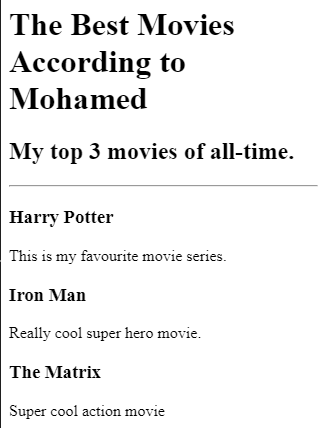 The Best Movies
According to
Mohamed
My top 3 movies of all-time.
Harry Potter
This is my favourite movie series.
Iron Man
Really cool super hero movie.
The Matrix
Super cool action movie